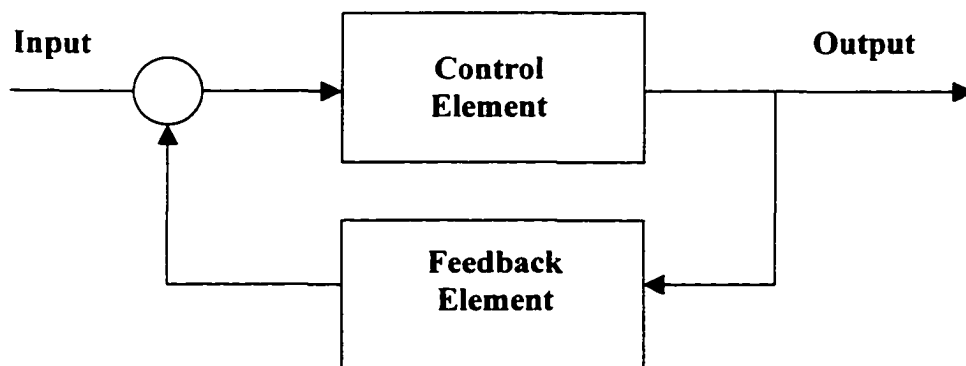 Input
Output
Control
Element
Feedback
Element